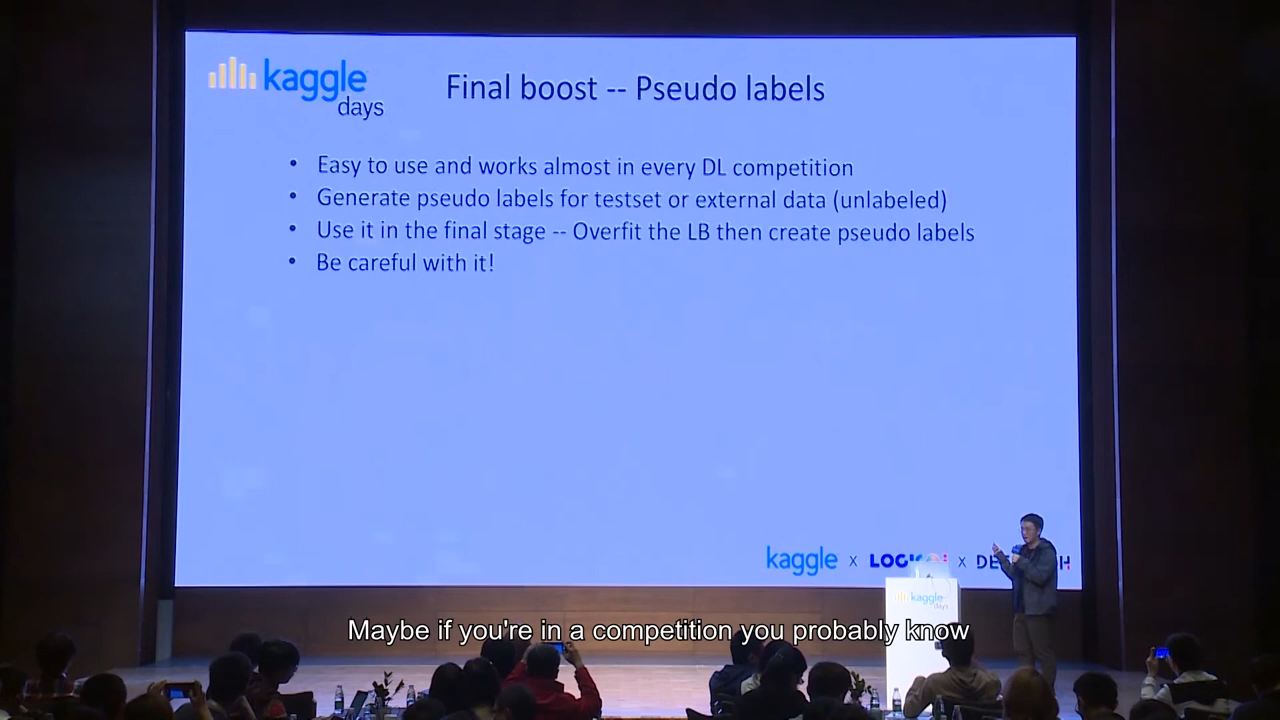 kaggle
days
Final boost -- Pseudo labels
• Easy to use and works almost in every DL competition
• Generate pseudo labels for testset or external data (unlabeled)
• Use it in the final stage -- Overfit the LB then create pseudo labels
• Be careful with it!
kaggle x x
kaggle
days
Maybe if you're in a competition you probably know